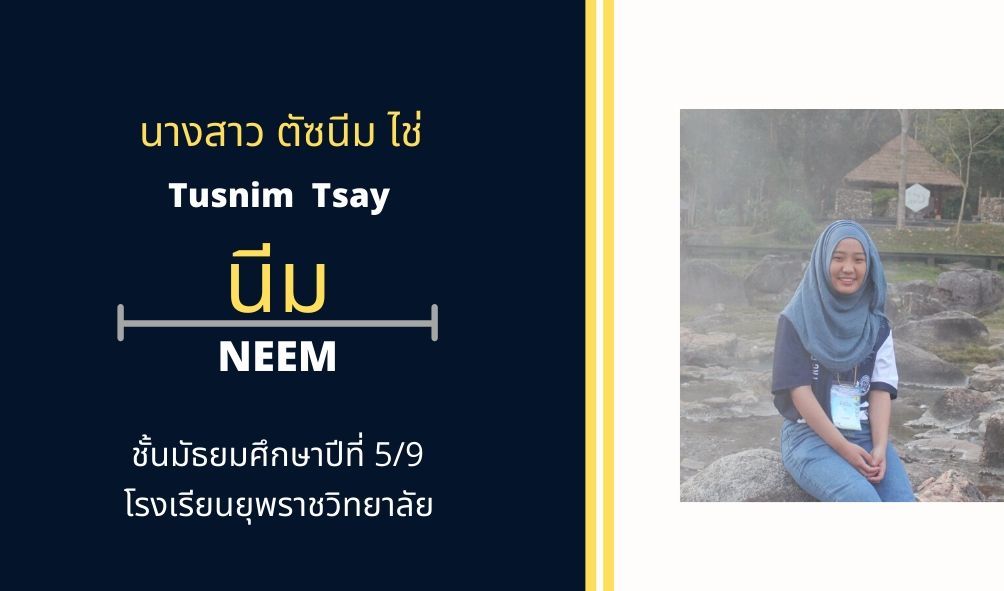 นางสาว ตัซนีม ไช่
Tusnim Tsay
นีม
NEEM
ชั้นมัธยมศึกษาปีที่ 5/9
โรงเรียนยุพราชวิทยาลัย